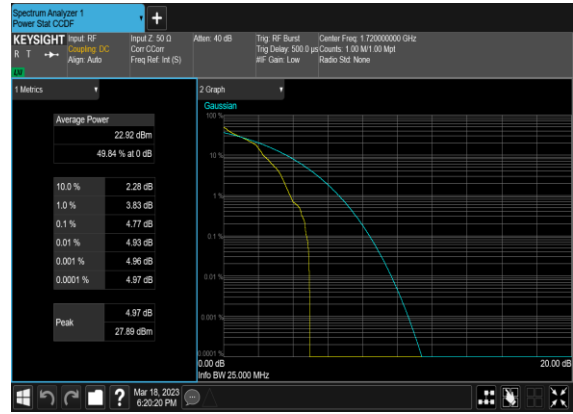 Spectrum Analyzer 1
Power Stat CCDF
+
KEYSIGHT
R T
LXI
Input: RF
Coupling: DC
Align: Auto
Input Z: 50 Ω
Corr CCorr
Freq Ref: Int (S)
Atten: 40 dB
Trig: RF Burst
Trig Delay: 500.0 µs
#IF Gain: Low
Center Freq: 1.720000000 GHz
Counts: 1.00 M/1.00 Mpt
Radio Std: None
1 Metrics
Average Power
22.92 dBm
49.84 % at 0 dB
10.0 % 2.28 dB
1.0 % 3.83 dB
0.1 % 4.77 dB
0.01 % 4.93 dB
0.001 % 4.96 dB
0.0001 % 4.97 dB
Peak
4.97 dB
27.89 dBm
2 Graph
Gaussian
100 %
10 %
1 %
0.1 %
0.01 %
0.001 %
0.0001 %
0.00 dB
20.00 dB
Info BW 25.000 MHz
?
Mar 18, 2023
6:20:20 PM